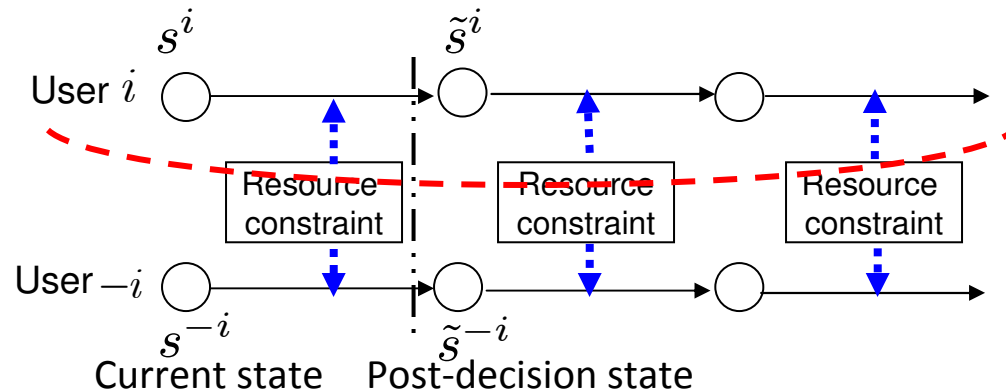 s^i s̃^i
User i
Resource constraint Resource constraint Resource constraint
User -i
s^{-i} s̃^{-i}
Current state Post-decision state